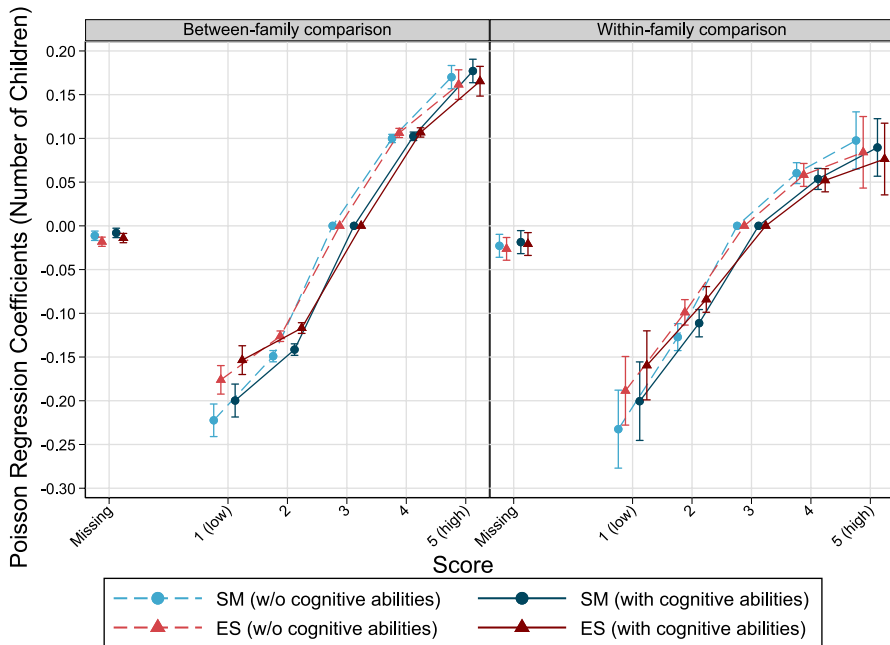 Between-family comparison
Within-family comparison
Poisson Regression Coefficients (Number of Children)
0.20
0.15
0.10
0.05
0.00
-0.05
-0.10
-0.15
-0.20
-0.25
-0.30
Missing
1 (low)
2
3
4
5 (high)
Missing
1 (low)
2
3
4
5 (high)
Score
SM (w/o cognitive abilities)
SM (with cognitive abilities)
ES (w/o cognitive abilities)
ES (with cognitive abilities)